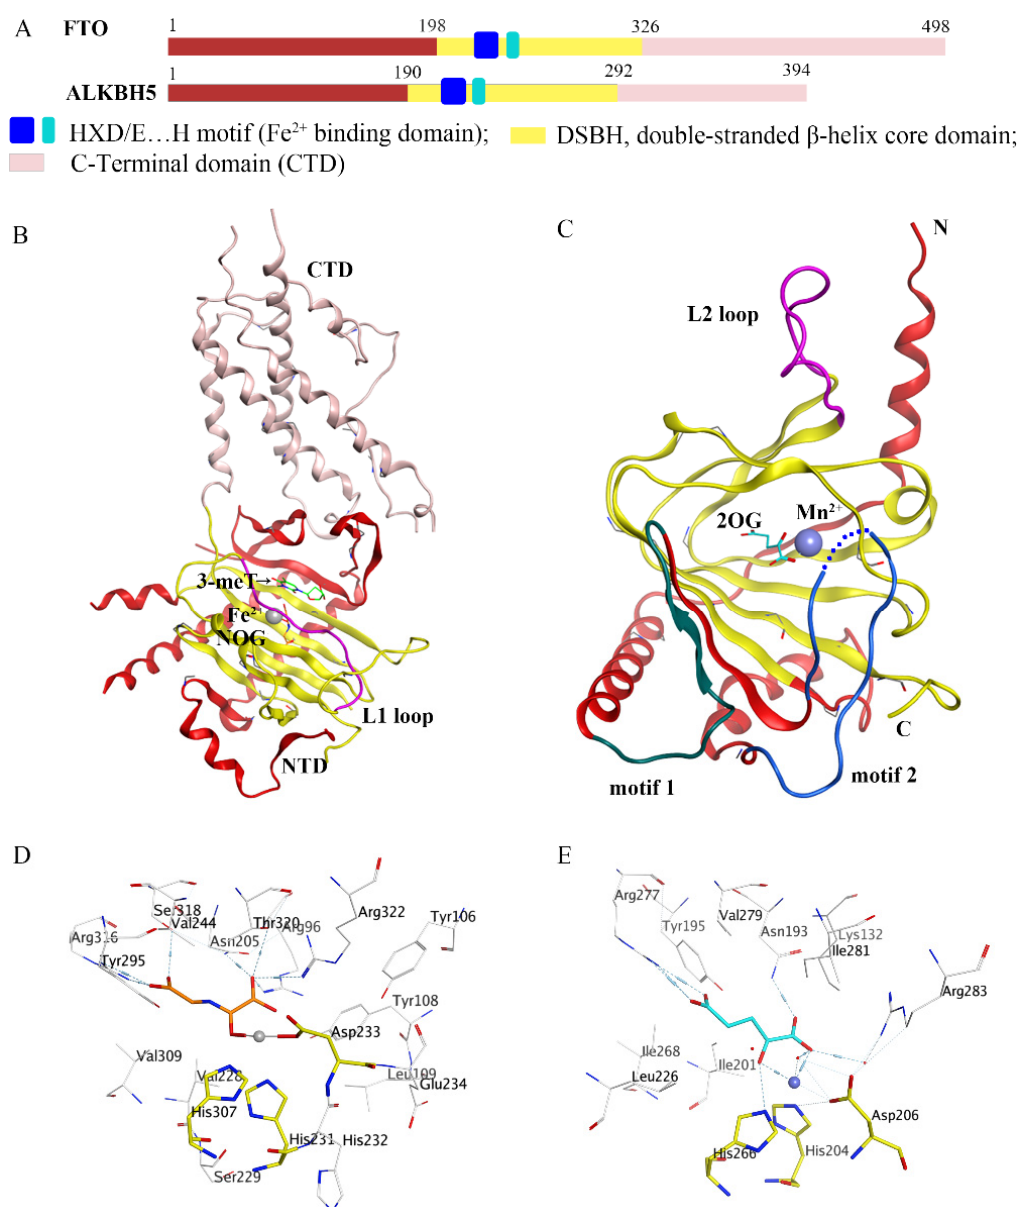 A
FTO
1
198
326
498
ALKBH5
1
190
292
394
HXD/E…H motif (Fe²⁺ binding domain);
DSBH, double-stranded β-helix core domain;
C-Terminal domain (CTD)
B
CTD
3-meT→
Fe²⁺
NOG
L1 loop
NTD
C
N
L2 loop
2OG
Mn²⁺
C
motif 1
motif 2
D
Ser318
Val244
Thr320
Arg96
Arg322
Tyr106
Arg316
Asn205
Tyr295
Tyr108
Asp233
Val309
Val228
Leu109
Glu234
His307
His231
His232
Ser229
E
Arg277
Tyr195
Val279
Asn193
Lys132
Ile281
Arg283
Ile268
Ile201
Leu226
Asp206
His266
His204